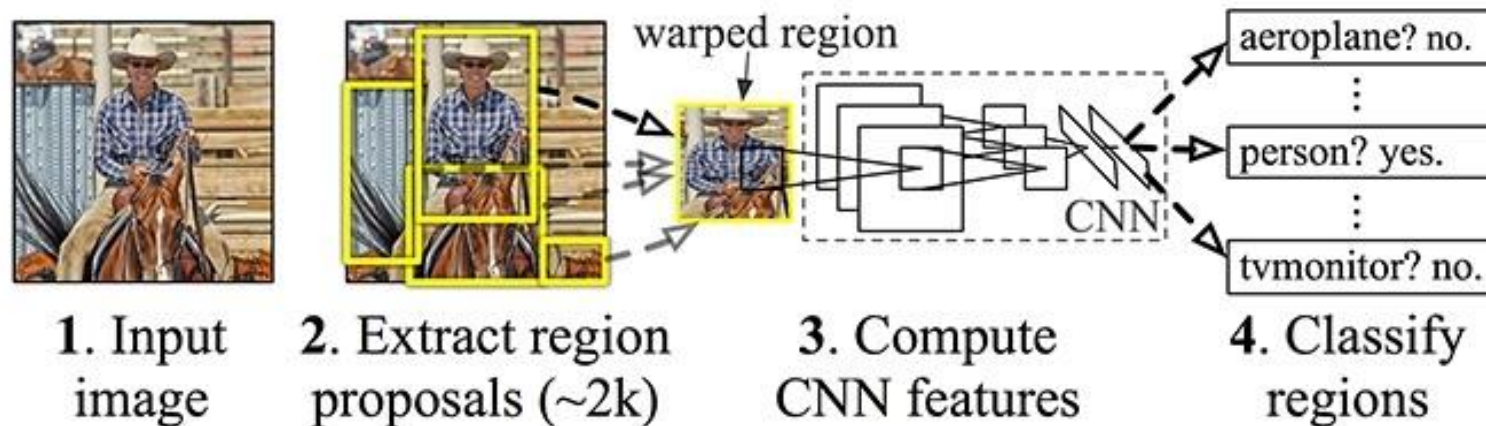 warped region
aeroplane? no.
person? yes.
CNN
tvmonitor? no.
1. Input
image
2. Extract region
proposals (~2k)
3. Compute
CNN features
4. Classify
regions